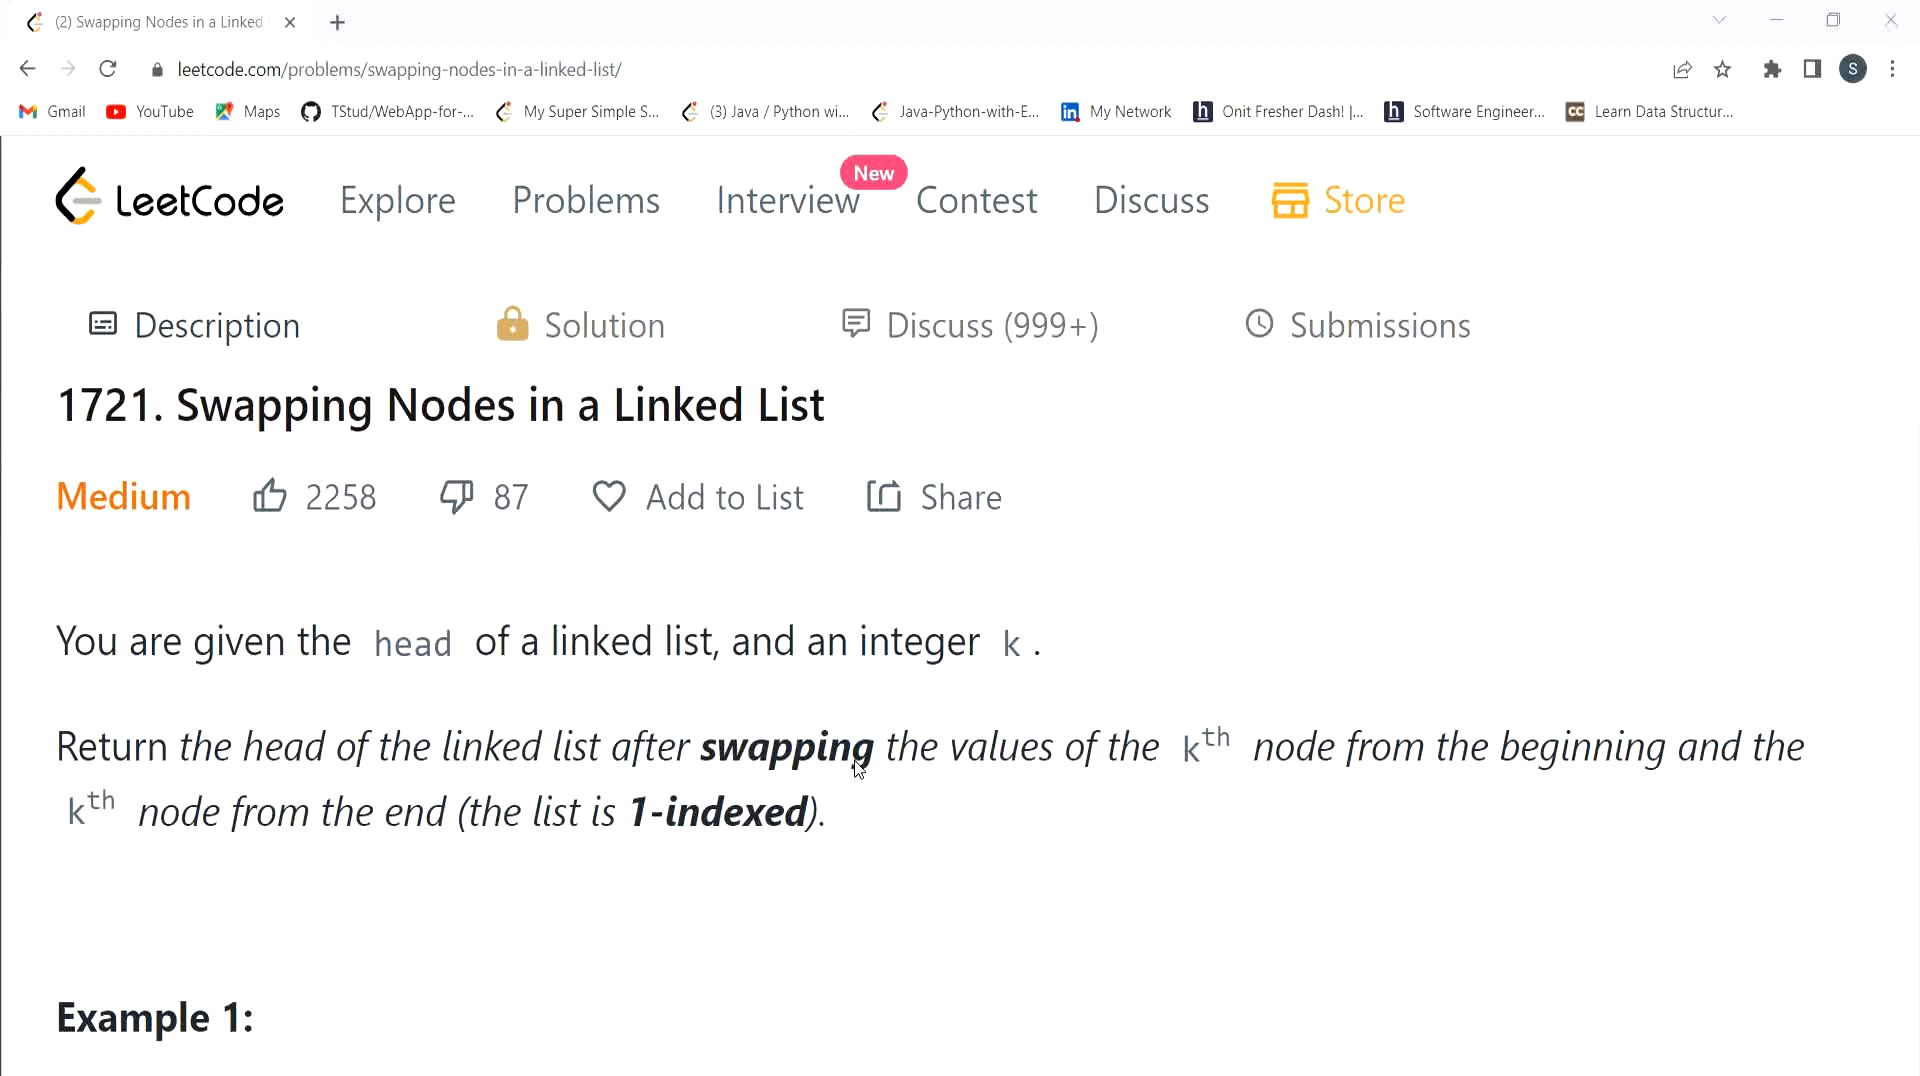 (2) Swapping Nodes in a Linked
leetcode.com/problems/swapping-nodes-in-a-linked-list/
S
Gmail YouTube Maps TStud/WebApp-for-... My Super Simple S... (3) Java / Python wi... Java-Python-with-E... My Network Onit Fresher Dash! |... Software Engineer... Learn Data Structur...
LeetCode Explore Problems Interview New Contest Discuss Store
Description Solution Discuss (999+) Submissions
1721. Swapping Nodes in a Linked List
Medium 2258 87 Add to List Share
You are given the head of a linked list, and an integer k .
Return the head of the linked list after swapping the values of the kth node from the beginning and the
kth node from the end (the list is 1-indexed).
Example 1: